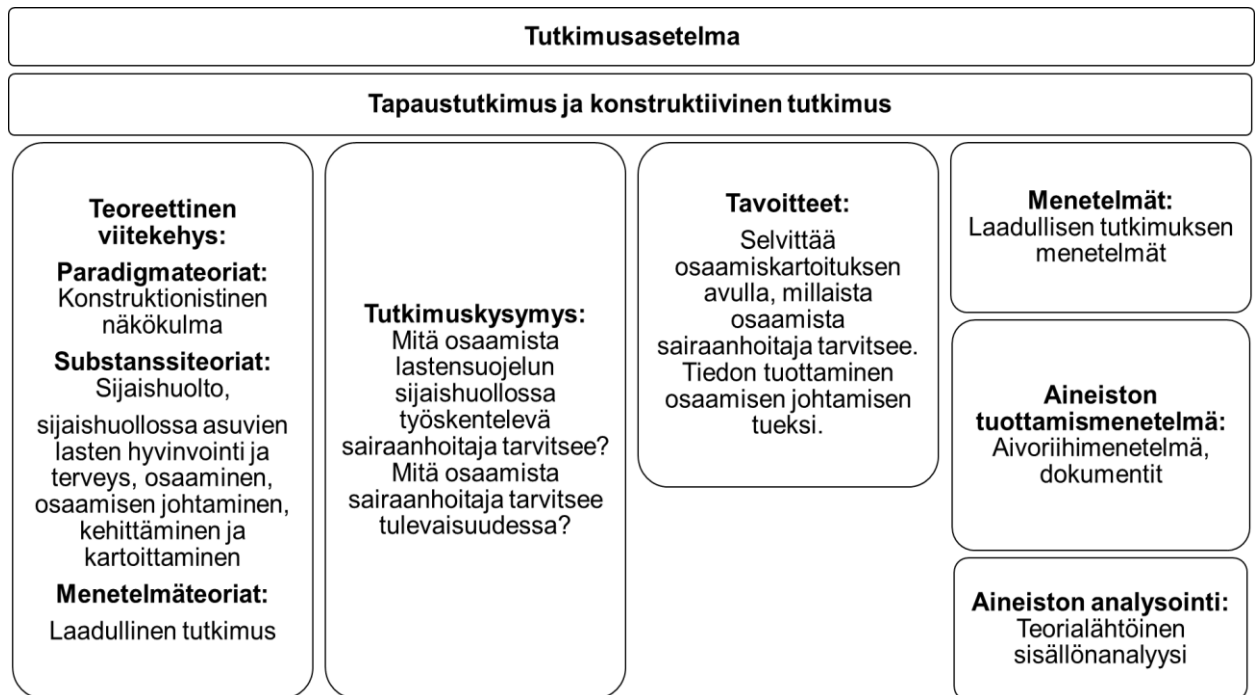 Tutkimusasetelma
Tapaustutkimus ja konstruktiivinen tutkimus
Teoreettinen
viitekehys:
Paradigmateoriat:
Konstruktionistinen
näkökulma
Substanssiteoriat:
Sijaishuolto,
sijaishuollossa asuvien
lasten hyvinvointi ja
terveys, osaaminen,
osaamisen johtaminen,
kehittäminen ja
kartoittaminen
Menetelmäteoriat:
Laadullinen tutkimus
Tutkimuskysymys:
Mitä osaamista
lastensuojelun
sijaishuollossa
työskentelevä
sairaanhoitaja tarvitsee?
Mitä osaamista
sairaanhoitaja tarvitsee
tulevaisuudessa?
Tavoitteet:
Selvittää
osaamiskartoituksen
avulla, millaista
osaamista
sairaanhoitaja tarvitsee.
Tiedon tuottaminen
osaamisen johtamisen
tueksi.
Menetelmät:
Laadullisen tutkimuksen
menetelmät
Aineiston
tuottamismenetelmä:
Aivoriihimenetelmä,
dokumentit
Aineiston analysointi:
Teorialähtöinen
sisällönanalyysi